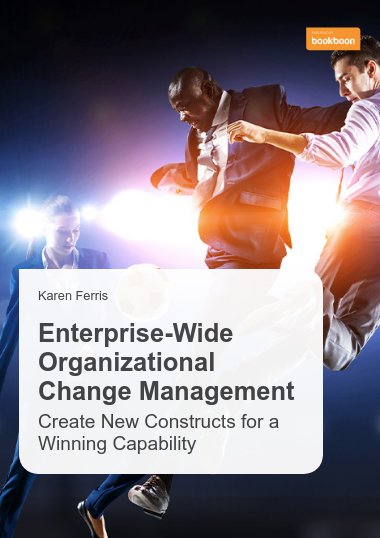 bookboon
Karen Ferris
Enterprise-Wide
Organizational
Change Management
Create New Constructs for a
Winning Capability